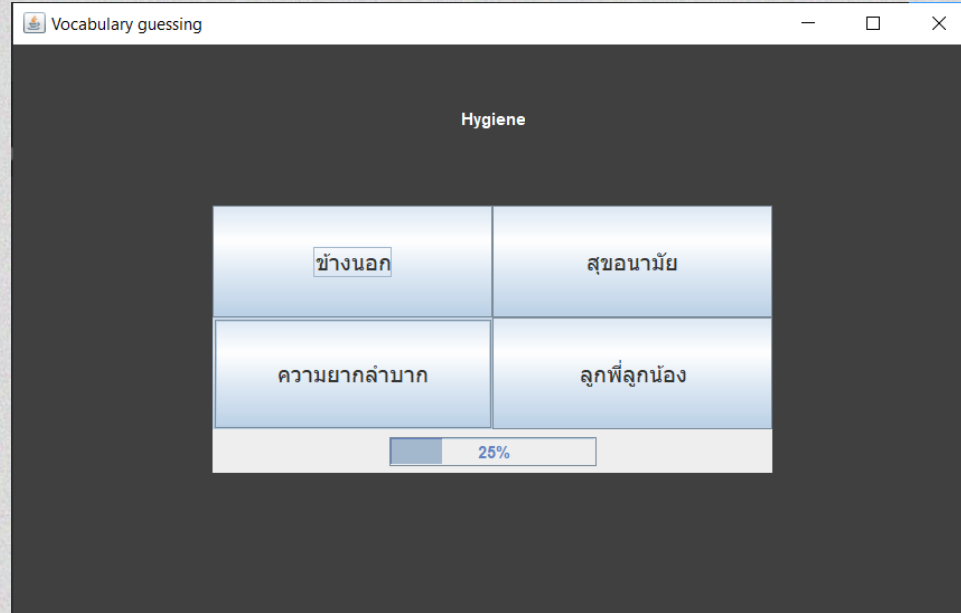 Vocabulary guessing
Hygiene
ข้างนอก
สุขอนามัย
ความยากลำบาก
ลูกพี่ลูกน้อง
25%